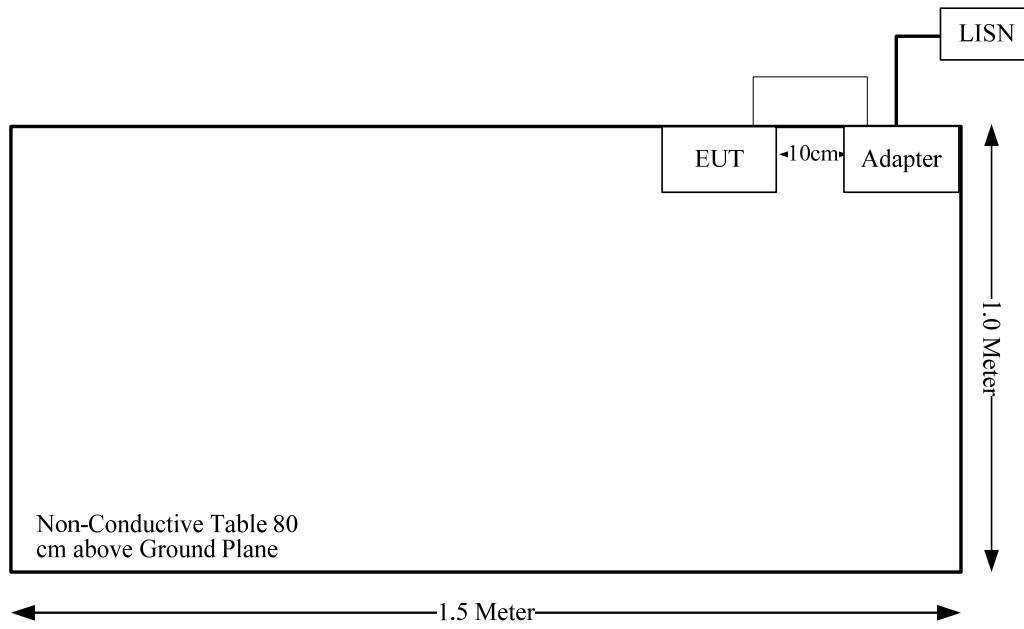 LISN
EUT
10cm
Adapter
1.0 Meter
Non-Conductive Table 80
cm above Ground Plane
1.5 Meter